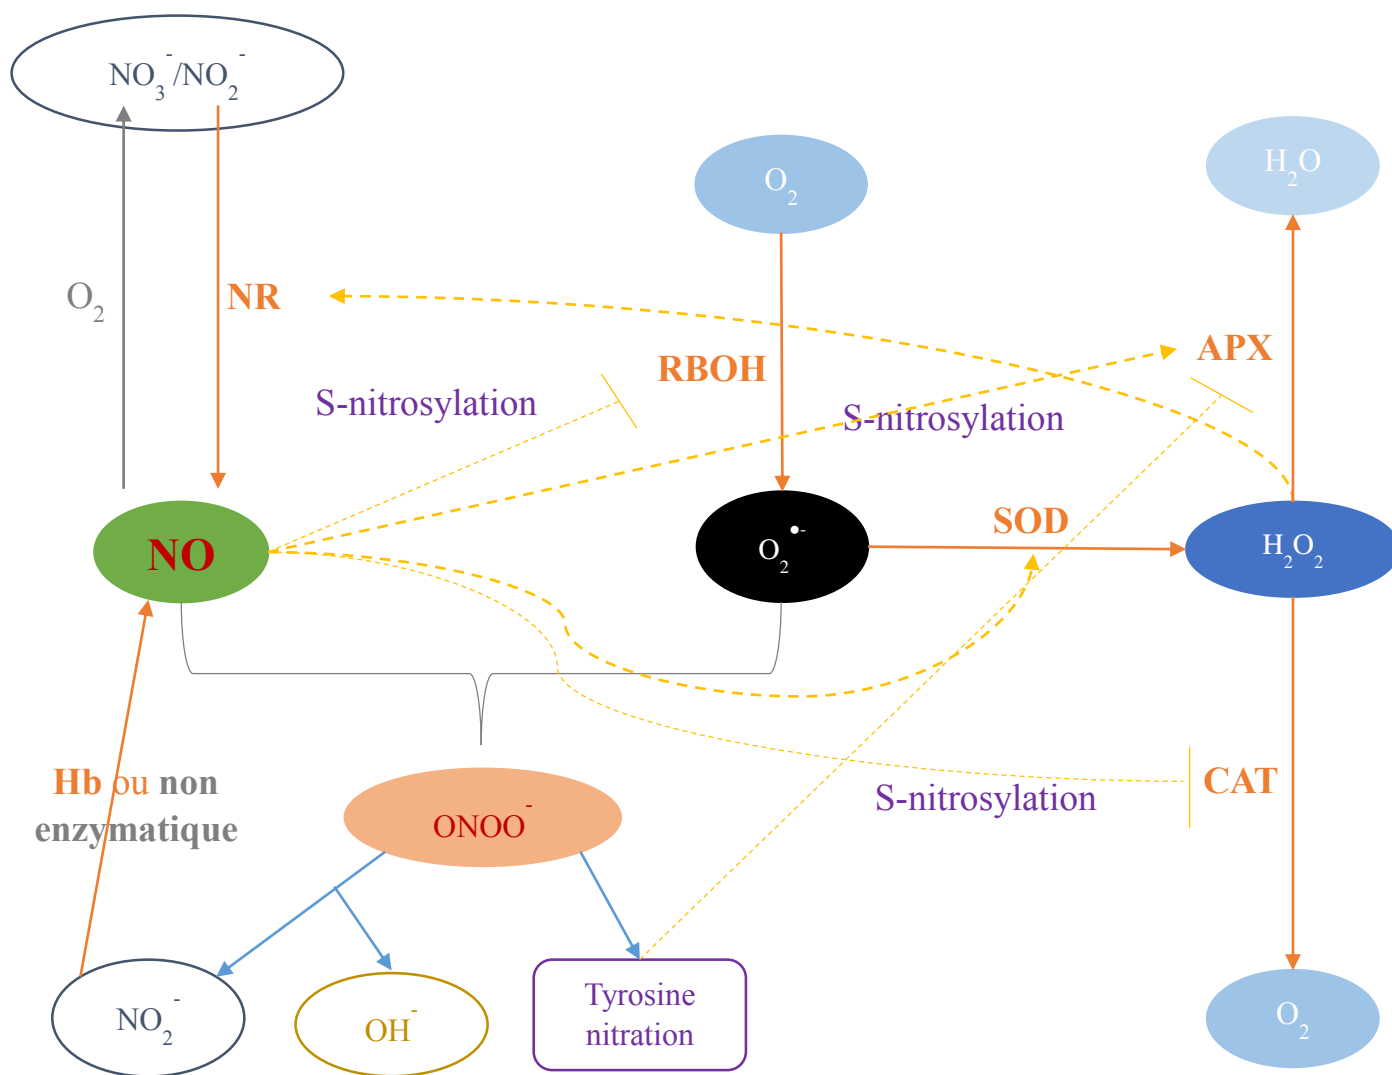 NO₃⁻/NO₂⁻
O₂
H₂O
O₂
NR
RBOH
APX
S-nitrosylation
S-nitrosylation
NO
O₂•⁻
SOD
H₂O₂
Hb ou non
enzymatique
ONOO⁻
S-nitrosylation
CAT
NO₂⁻
OH⁻
Tyrosine
nitration
O₂